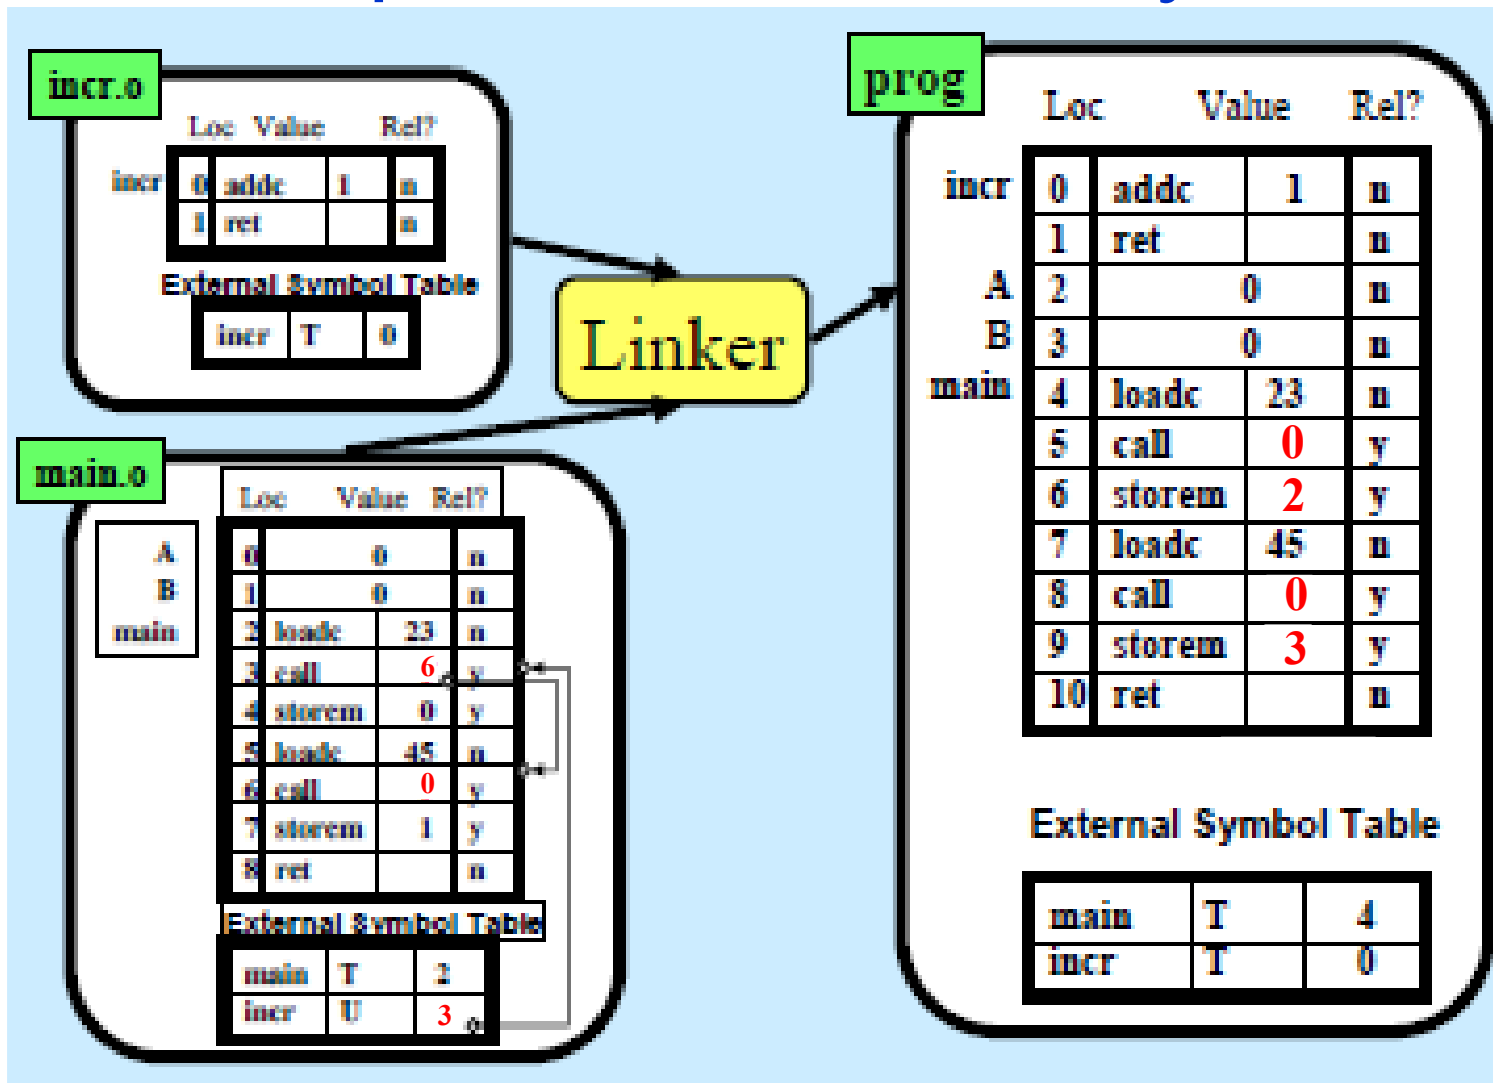 incr.o
Loc Value Rel?
incr 0 addc 1 n
1 ret n
External Symbol Table
incr T 0
main.o
Loc Value Rel?
A 0 0 n
B 1 0 n
main 2 loadc 23 n
3 call 6 y
4 storem 0 y
5 loadc 45 n
6 call 0 y
7 storem 1 y
8 ret n
External Symbol Table
main T 2
incr U 3
Linker
prog
Loc Value Rel?
incr 0 addc 1 n
1 ret n
A 2 0 n
B 3 0 n
main 4 loadc 23 n
5 call 0 y
6 storem 2 y
7 loadc 45 n
8 call 0 y
9 storem 3 y
10 ret n
External Symbol Table
main T 4
incr T 0